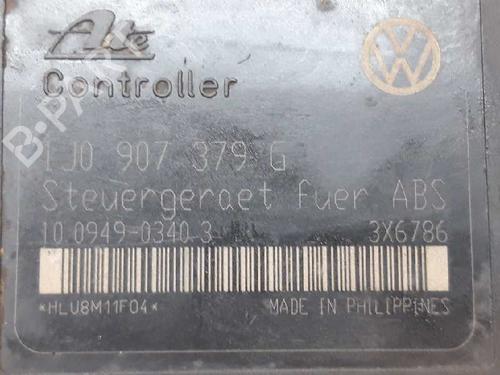 Ate
Controller
VW
B-PARTS
1J0 907 379 G
Steuergeraet fuer ABS
10.0949-0340.3 3X6786
*HLU8M11F04* MADE IN PHILIPPINES